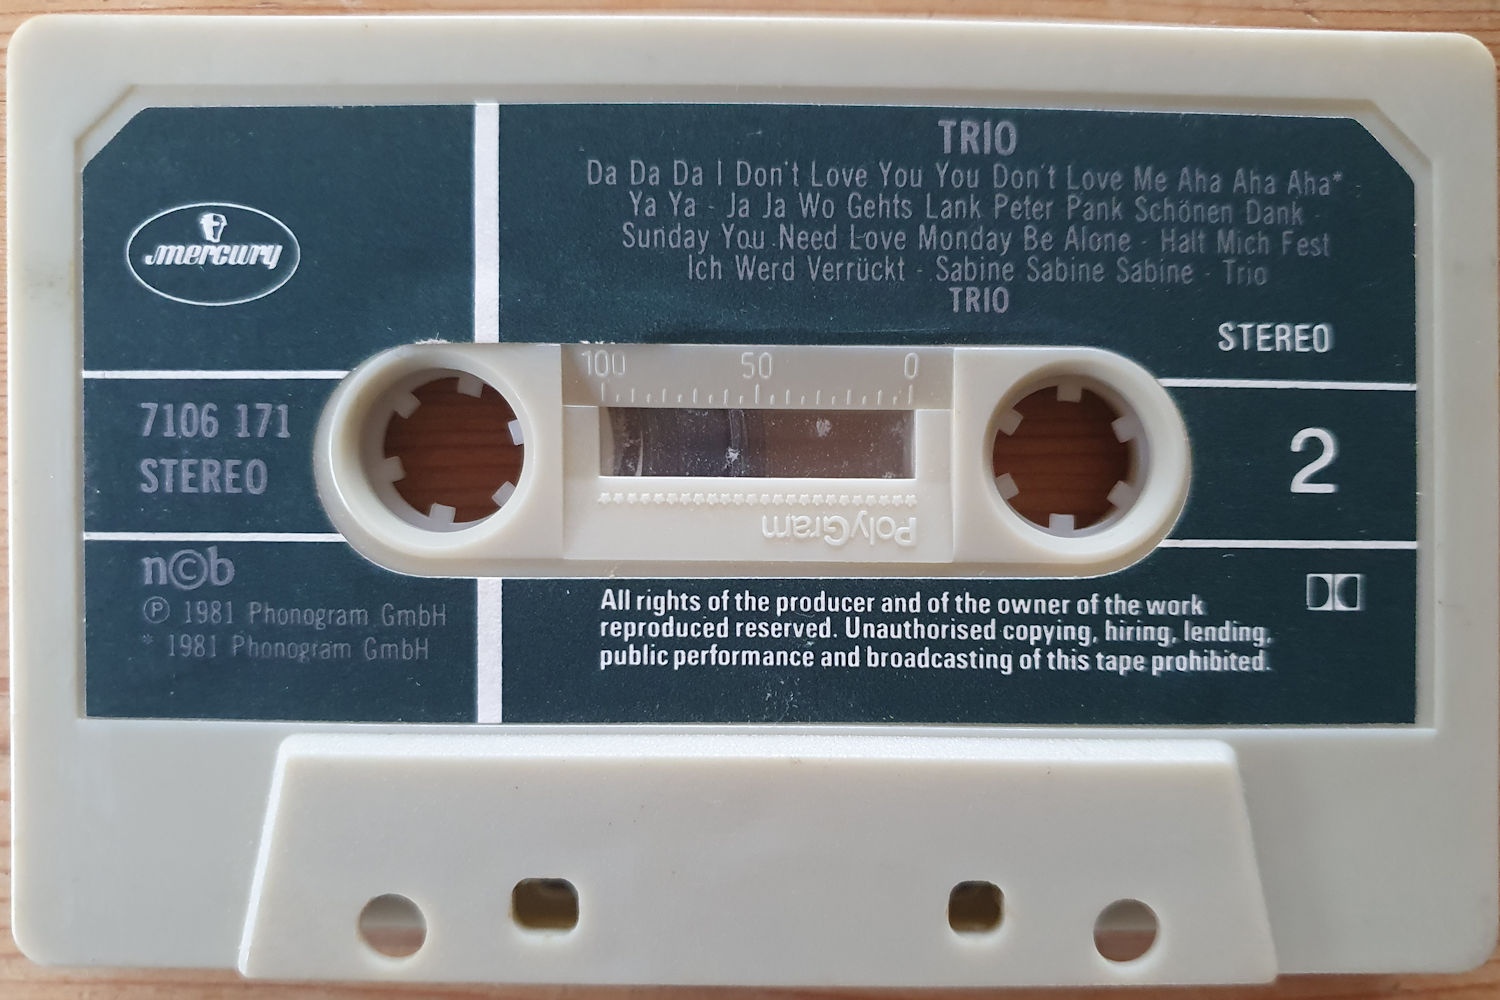 TRIO
Da Da Da I Don't Love You You Don't Love Me Aha Aha Aha*
Ya Ya - Ja Ja Wo Gehts Lank Peter Pank Schönen Dank -
Sunday You Need Love Monday Be Alone - Halt Mich Fest
Ich Werd Verrückt - Sabine Sabine Sabine - Trio
TRIO
STEREO
mercury
100 50 0
7106 171
STEREO
2
PolyGram
n©b
℗ 1981 Phonogram GmbH
* 1981 Phonogram GmbH
All rights of the producer and of the owner of the work
reproduced reserved. Unauthorised copying, hiring, lending,
public performance and broadcasting of this tape prohibited.